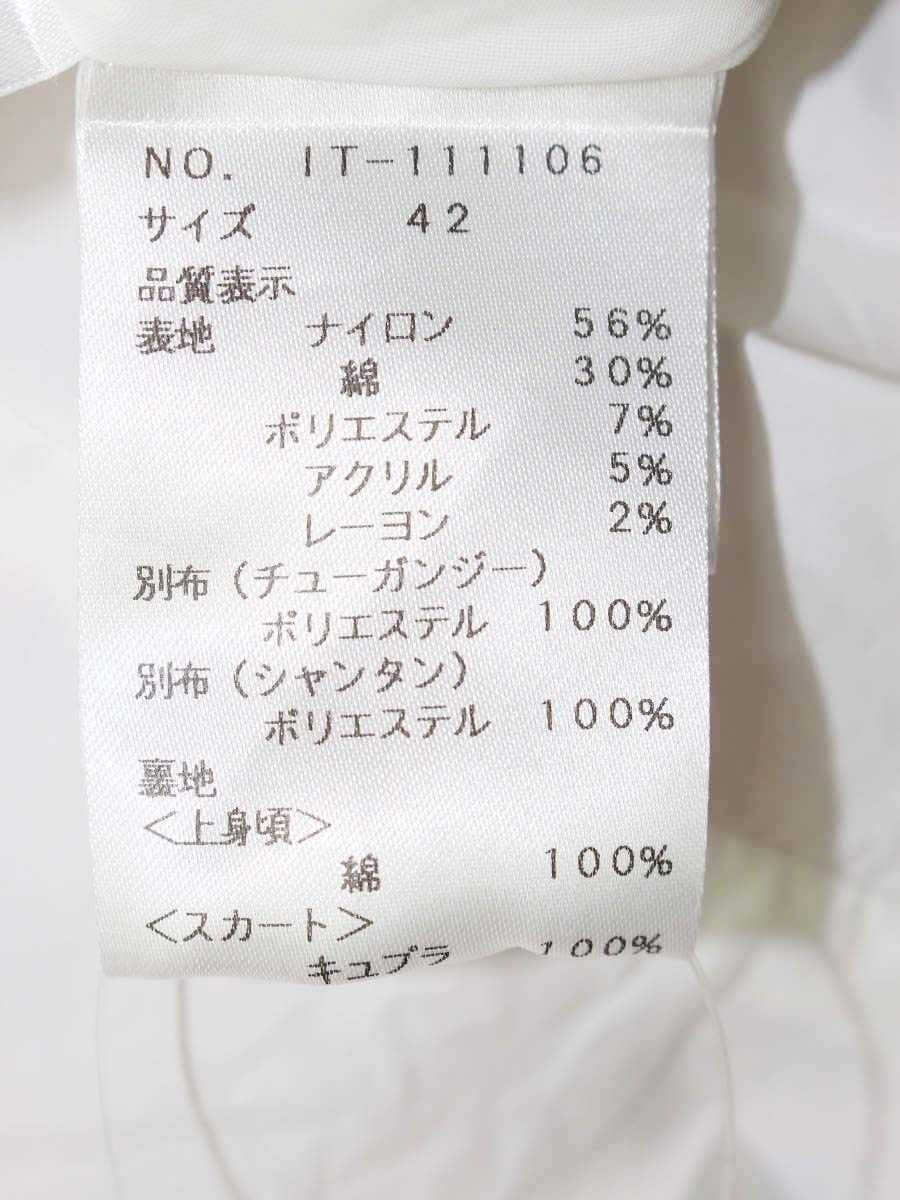 NO. IT-111106
サイズ 42
品質表示
表地 ナイロン 56%
綿 30%
ポリエステル 7%
アクリル 5%
レーヨン 2%
別布(チューガンジー)
ポリエステル 100%
別布(シャンタン)
ポリエステル 100%
裏地
<上身頃>
綿 100%
<スカート>
キュプラ 100%